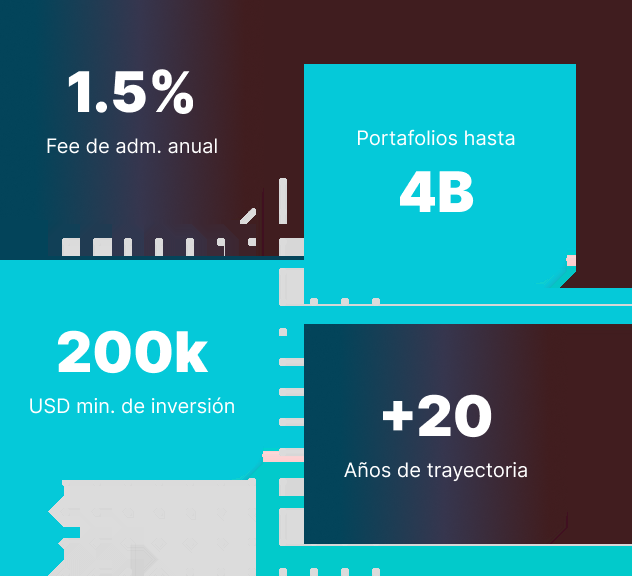 1.5%
Fee de adm. anual
Portafolios hasta
4B
200k
USD min. de inversión
+20
Años de trayectoria